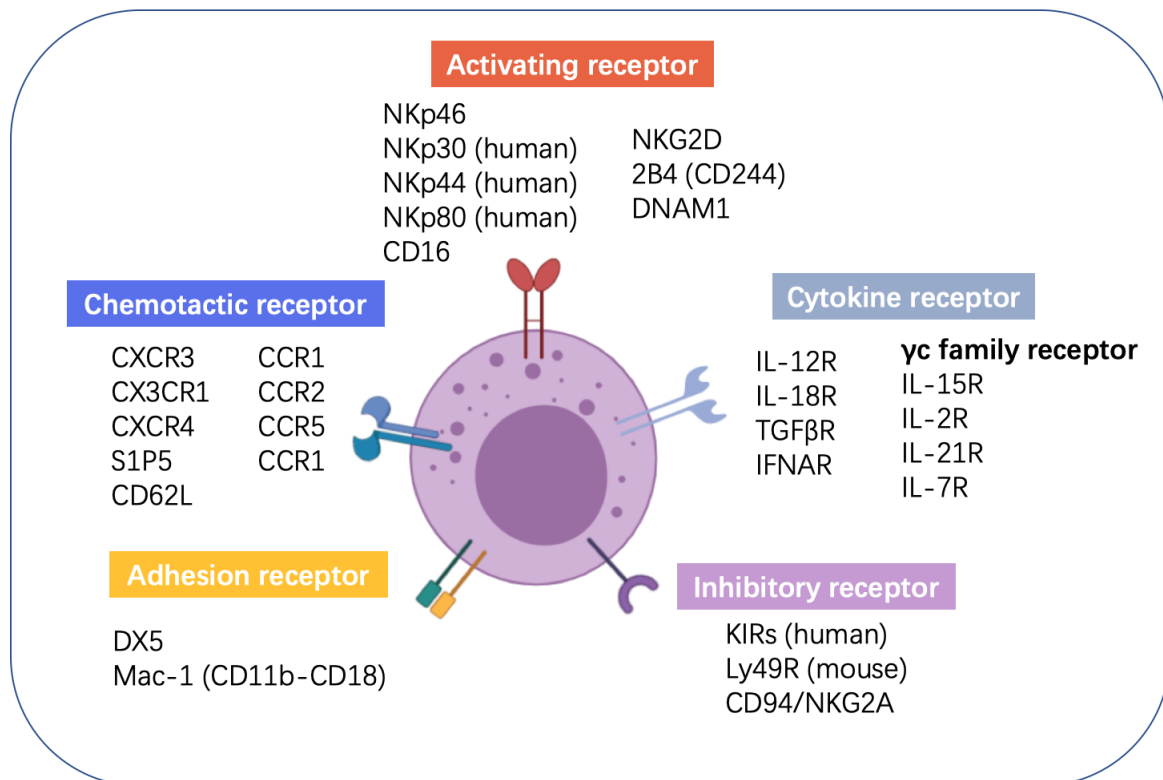 Activating receptor
NKp46
NKp30 (human)
NKp44 (human)
NKp80 (human)
CD16
NKG2D
2B4 (CD244)
DNAM1
Chemotactic receptor
CXCR3
CX3CR1
CXCR4
S1P5
CD62L
CCR1
CCR2
CCR5
CCR1
Cytokine receptor
IL-12R
IL-18R
TGFβR
IFNAR
γc family receptor
IL-15R
IL-2R
IL-21R
IL-7R
Adhesion receptor
DX5
Mac-1 (CD11b-CD18)
Inhibitory receptor
KIRs (human)
Ly49R (mouse)
CD94/NKG2A